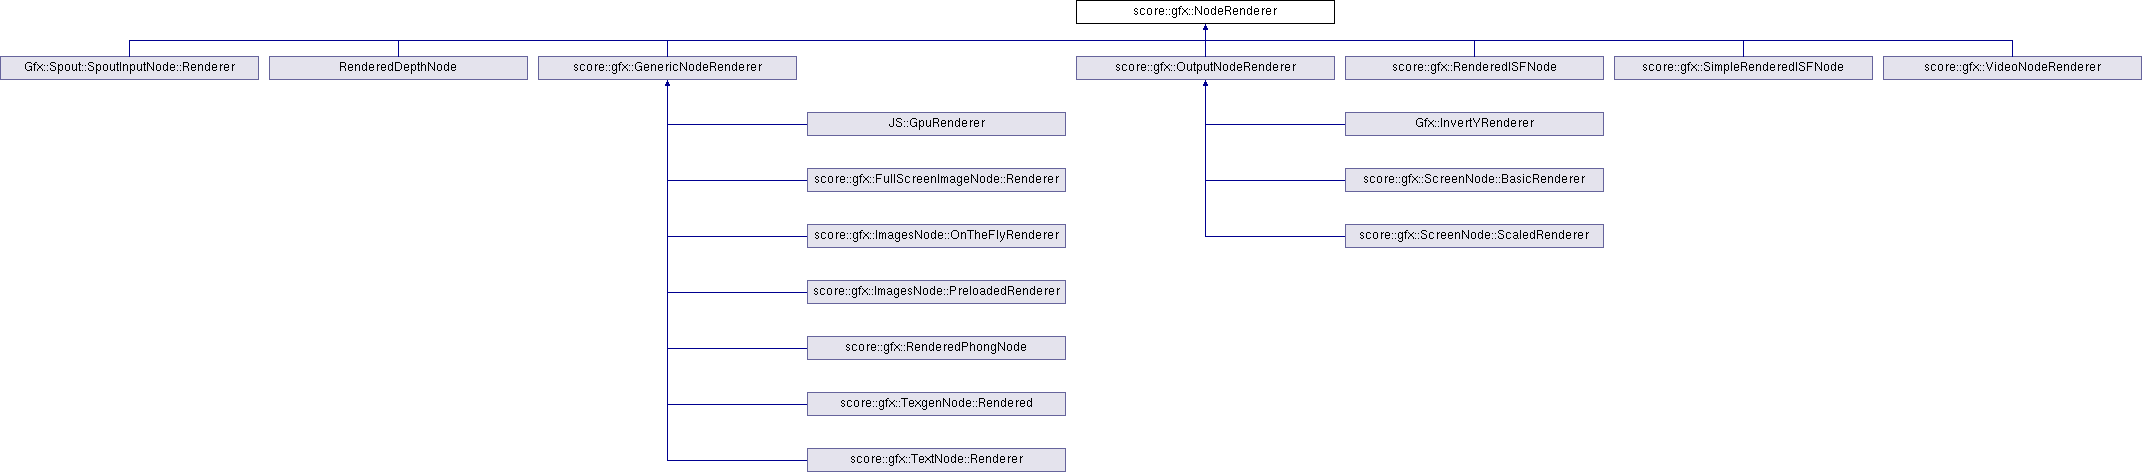 score::gfx::NodeRenderer
Gfx::Spout::SpoutInputNode::Renderer
RenderedDepthNode
score::gfx::GenericNodeRenderer
score::gfx::OutputNodeRenderer
score::gfx::RenderedISFNode
score::gfx::SimpleRenderedISFNode
score::gfx::VideoNodeRenderer
JS::GpuRenderer
Gfx::InvertYRenderer
score::gfx::FullScreenImageNode::Renderer
score::gfx::ScreenNode::BasicRenderer
score::gfx::ImagesNode::OnTheFlyRenderer
score::gfx::ScreenNode::ScaledRenderer
score::gfx::ImagesNode::PreloadedRenderer
score::gfx::RenderedPhongNode
score::gfx::TexgenNode::Rendered
score::gfx::TextNode::Renderer